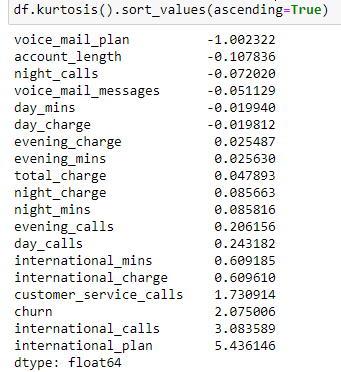 df.kurtosis().sort_values(ascending=True)
voice_mail_plan -1.002322
account_length -0.107836
night_calls -0.072020
voice_mail_messages -0.051129
day_mins -0.019940
day_charge -0.019812
evening_charge 0.025487
evening_mins 0.025630
total_charge 0.047893
night_charge 0.085663
night_mins 0.085816
evening_calls 0.206156
day_calls 0.243182
international_mins 0.609185
international_charge 0.609610
customer_service_calls 1.730914
churn 2.075006
international_calls 3.083589
international_plan 5.436146
dtype: float64